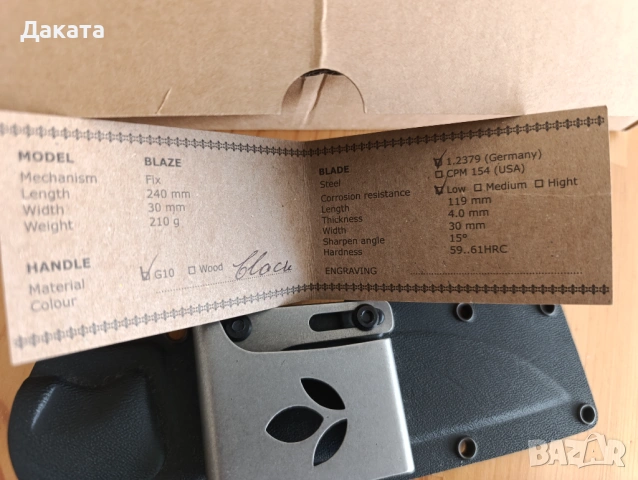 Даката
MODEL BLAZE
Mechanism Fix
Length 240 mm
Width 30 mm
Weight 210 g
HANDLE
Material G10 Wood Black
Colour
BLADE
Steel 1.2379 (Germany)
CPM 154 (USA)
Corrosion resistance Low Medium Hight
Length 119 mm
Thickness 4.0 mm
Width 30 mm
Sharpen angle 15°
Hardness 59..61HRC
ENGRAVING
BAZAR